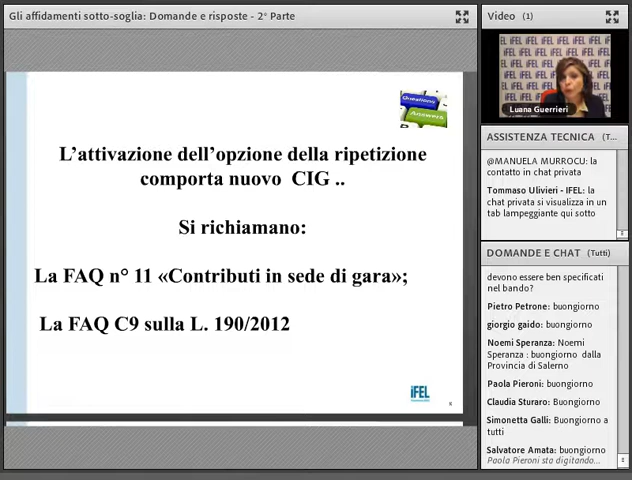 Gli affidamenti sotto-soglia: Domande e risposte - 2° Parte
Questions
Answers
L'attivazione dell'opzione della ripetizione
comporta nuovo CIG ..
Si richiamano:
La FAQ n° 11 «Contributi in sede di gara»;
La FAQ C9 sulla L. 190/2012
iFEL
Video (1)
Luana Guerrieri
ASSISTENZA TECNICA (T...
@MANUELA MURROCU: la
contatto in chat privata
Tommaso Ulivieri - IFEL: la
chat privata si visualizza in un
tab lampeggiante qui sotto
DOMANDE E CHAT (Tutti)
devono essere ben specificati
nel bando?
Pietro Petrone: buongiorno
giorgio gaido: buongiorno
Noemi Speranza: Noemi
Speranza : buongiorno dalla
Provincia di Salerno
Paola Pieroni: buongiorno
Claudia Sturaro: Buongiorno
Simonetta Galli: Buongiorno a
tutti
Salvatore Amata: buongiorno
Paola Pieroni sta digitando...